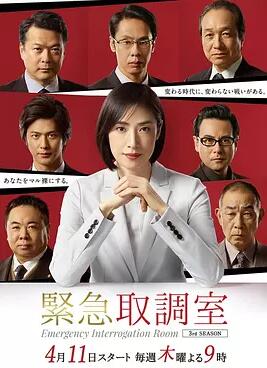 変わる時代に、変わらない戦いがある。
あなたをマル裸にする。
緊急取調室
Emergency Interrogation Room 3rd SEASON
4月11日スタート 毎週木曜よる9時